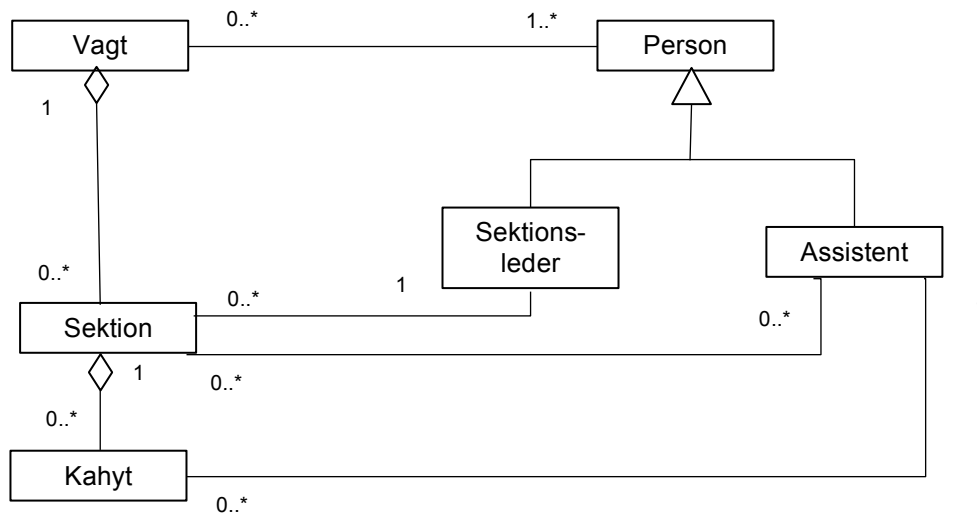 0..*
1..*
Vagt
Person
1
Sektions-
leder
Assistent
0..*
0..*
1
0..*
Sektion
1
0..*
0..*
Kahyt
0..*